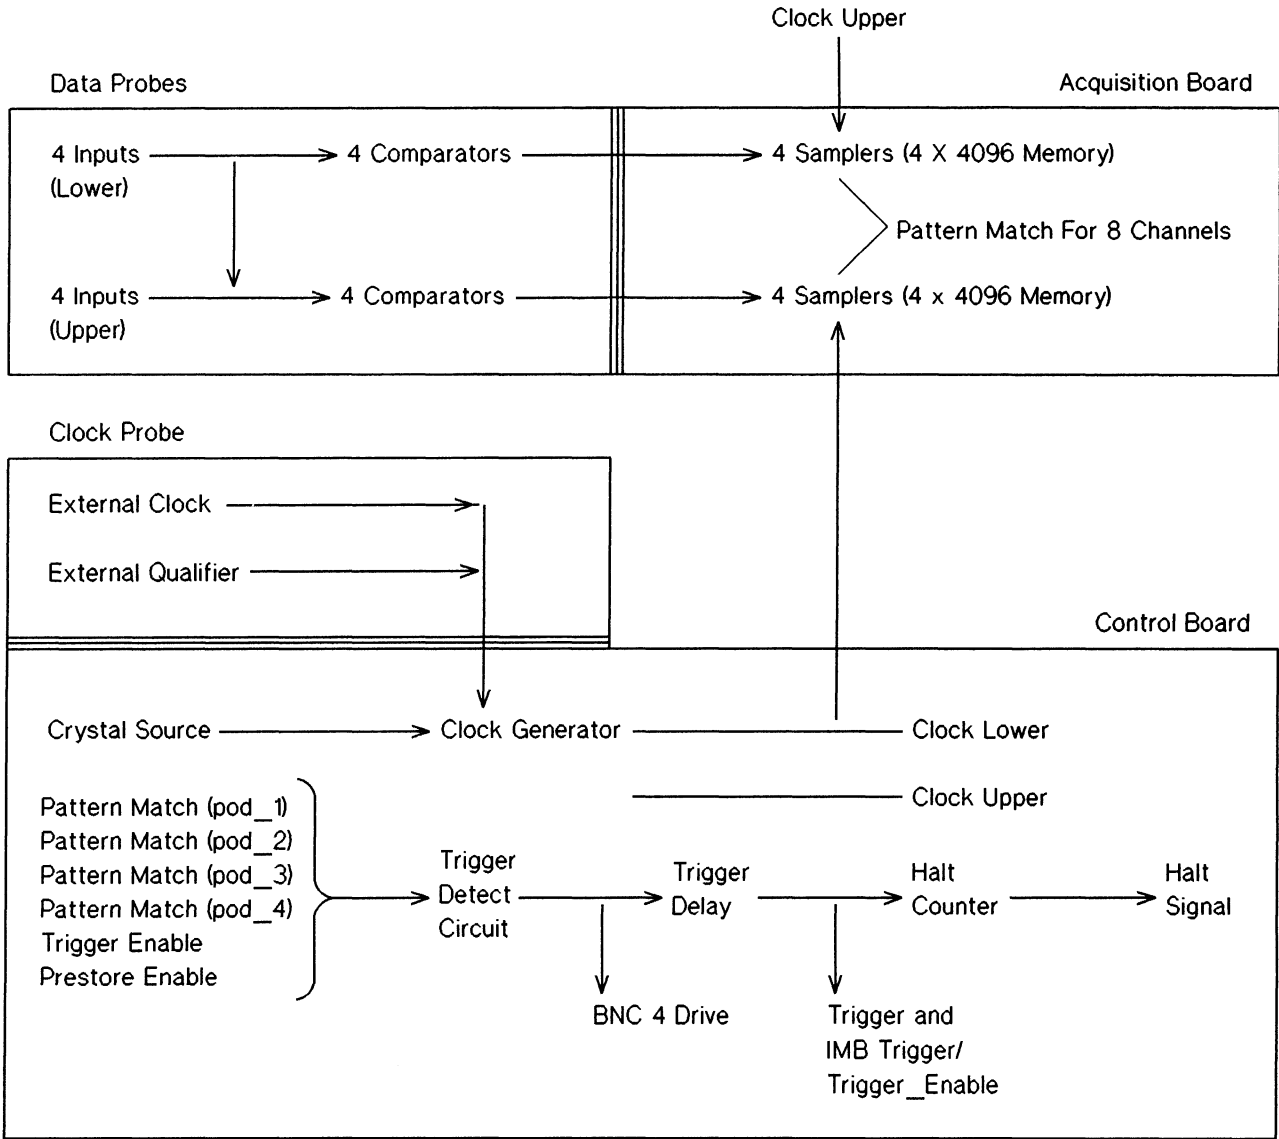 Clock Upper
Data Probes
Acquisition Board
4 Inputs
(Lower)
4 Comparators
4 Samplers (4 X 4096 Memory)
Pattern Match For 8 Channels
4 Inputs
(Upper)
4 Comparators
4 Samplers (4 x 4096 Memory)
Clock Probe
External Clock
External Qualifier
Control Board
Crystal Source
Clock Generator
Clock Lower
Clock Upper
Pattern Match (pod_1)
Pattern Match (pod_2)
Pattern Match (pod_3)
Pattern Match (pod_4)
Trigger Enable
Prestore Enable
Trigger
Detect
Circuit
Trigger
Delay
Halt
Counter
Halt
Signal
BNC 4 Drive
Trigger and
IMB Trigger/
Trigger_Enable